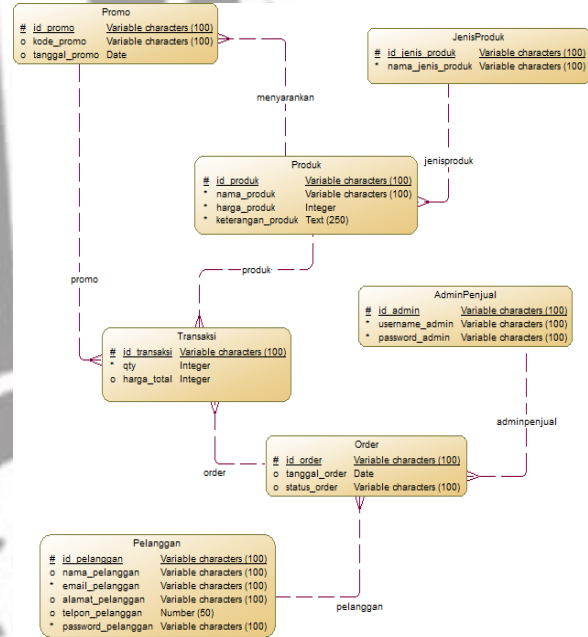 Promo
# id_promo Variable characters (100)
o kode_promo Variable characters (100)
o tanggal_promo Date
JenisProduk
# id_jenis_produk Variable characters (100)
* nama_jenis_produk Variable characters (100)
menyarankan
jenisproduk
Produk
# id_produk Variable characters (100)
* nama_produk Variable characters (100)
* harga_produk Integer
* keterangan_produk Text (250)
produk
promo
AdminPenjual
# id_admin Variable characters (100)
* username_admin Variable characters (100)
* password_admin Variable characters (100)
Transaksi
# id_transaksi Variable characters (100)
* qty Integer
o harga_total Integer
adminpenjual
order
Order
# id_order Variable characters (100)
o tanggal_order Date
o status_order Variable characters (100)
Pelanggan
# id_pelanggan Variable characters (100)
o nama_pelanggan Variable characters (100)
* email_pelanggan Variable characters (100)
o alamat_pelanggan Variable characters (100)
o telpon_pelanggan Number (50)
* password_pelanggan Variable characters (100)
pelanggan